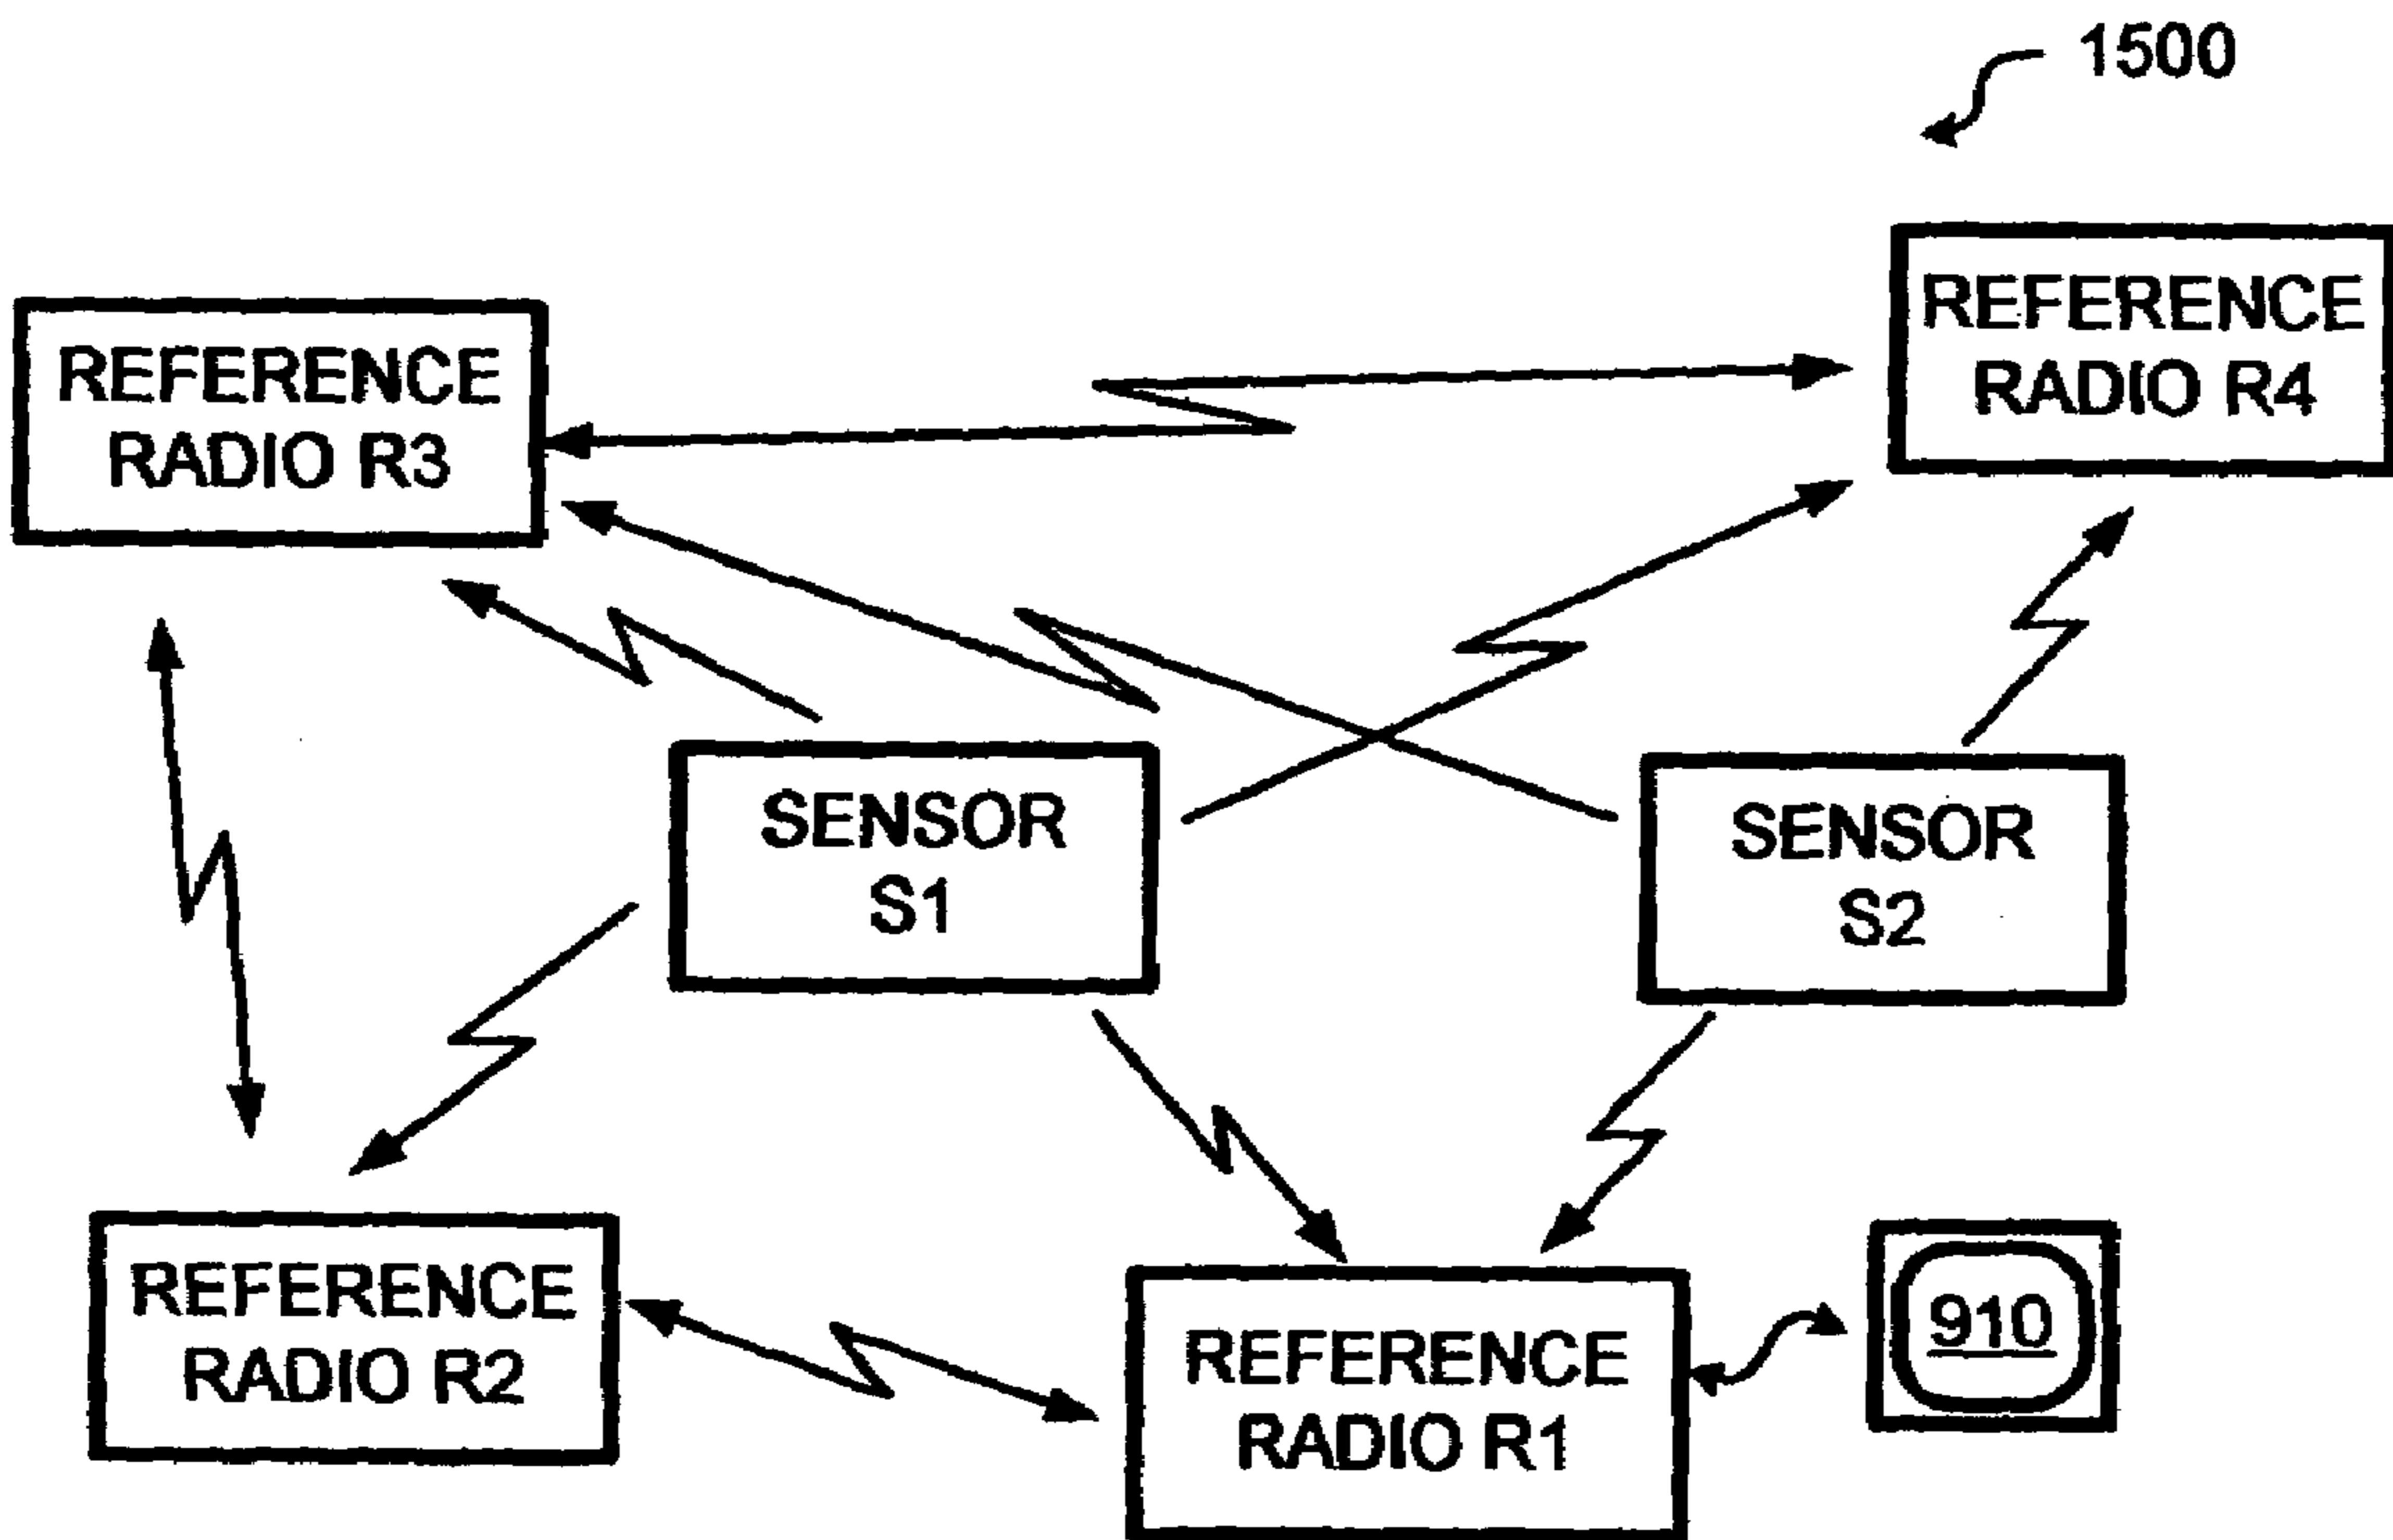 1500
REFERENCE
RADIO R4
REFERENCE
RADIO R3
SENSOR
S1
SENSOR
S2
REFERENCE
RADIO R2
REFERENCE
RADIO R1
910